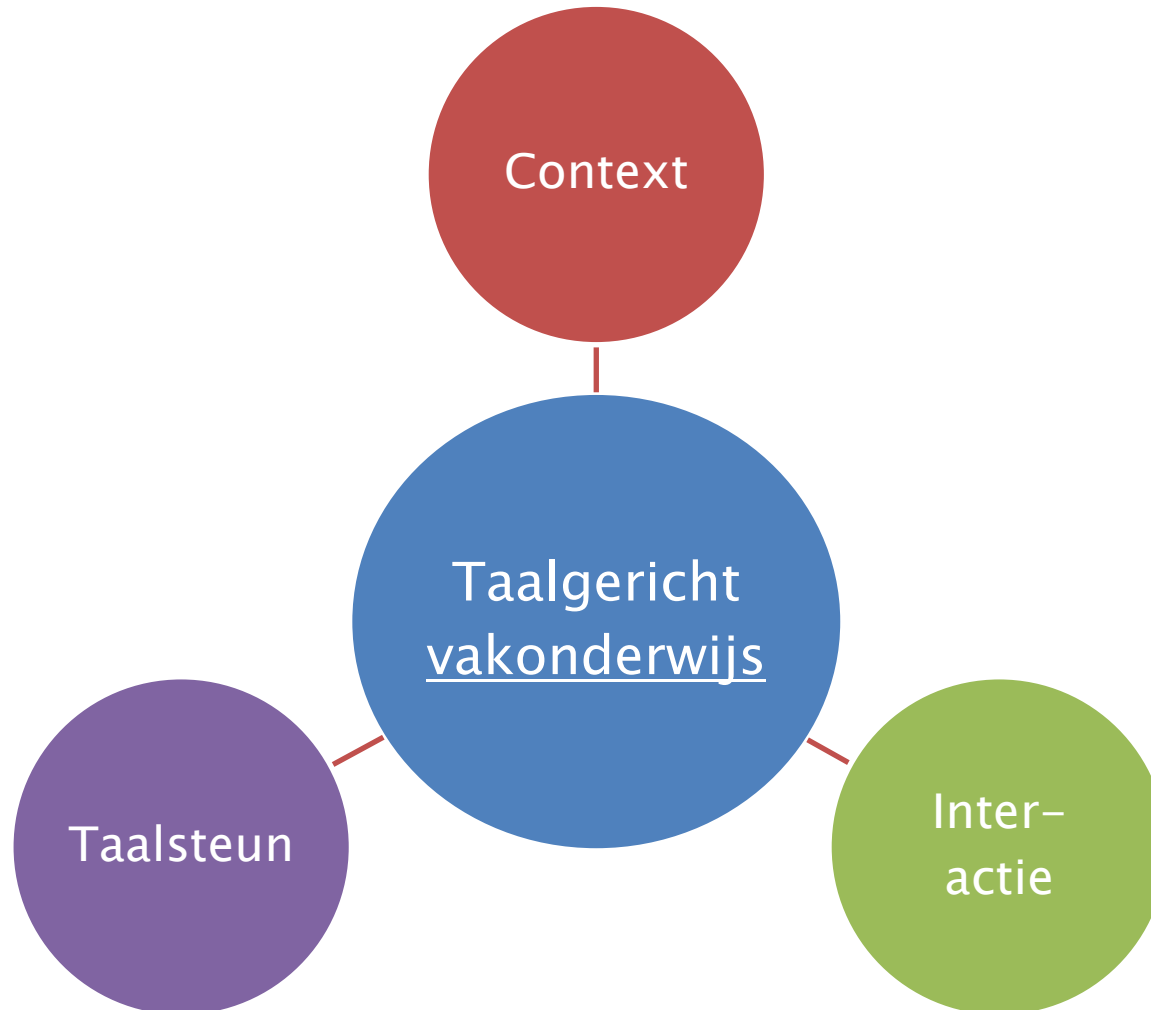 Context
Taalgericht
vakonderwijs
Taalsteun
Inter-
actie